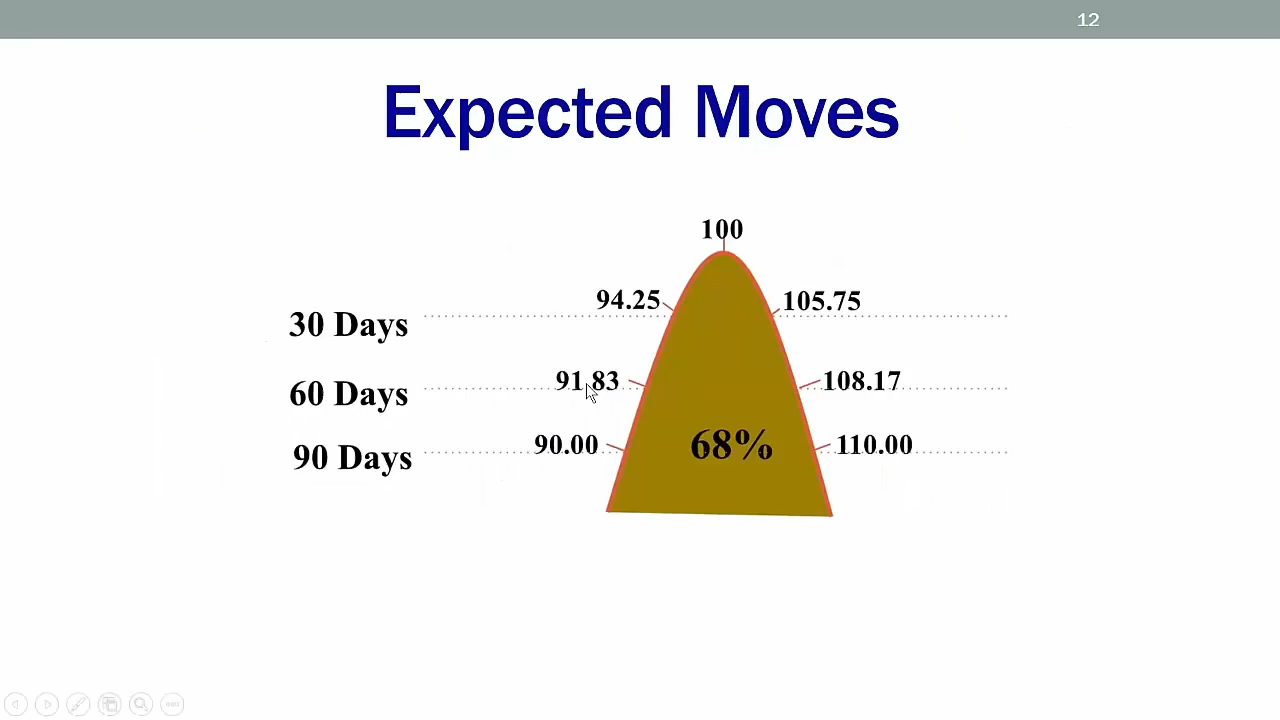 12
Expected Moves
100
94.25 105.75
30 Days
91.83 108.17
60 Days
90.00 68% 110.00
90 Days